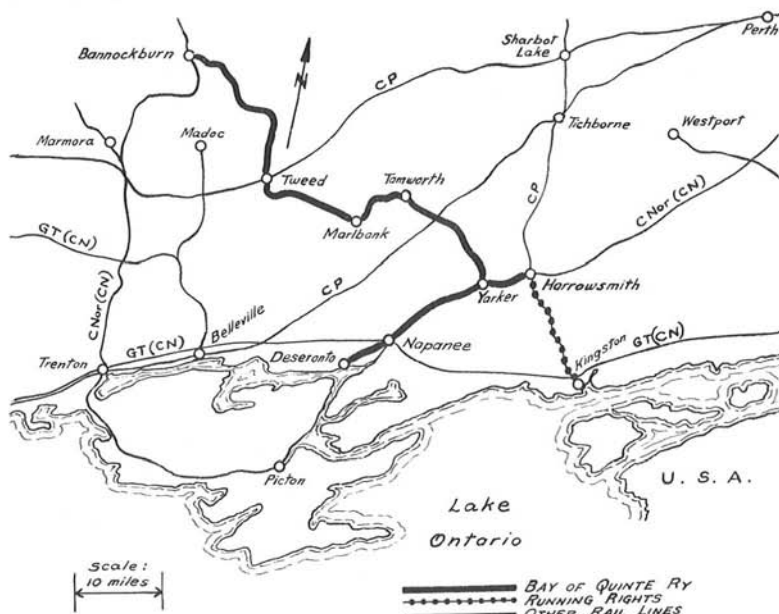 Perth
Sharbot
Lake
Bannockburn
N
CP
Tichborne
Westport
Marmora
Madoc
Tweed
Tamworth
CP
CNor(CN)
Marlbank
GT(CN)
CP
Harrowsmith
Yarker
CNor(CN)
Belleville
Napanee
Kingston
GT(CN)
GT(CN)
Trenton
Deseronto
Picton
U.S.A.
Lake
Ontario
Scale:
10 miles
BAY OF QUINTE RY
RUNNING RIGHTS
OTHER RAIL LINES